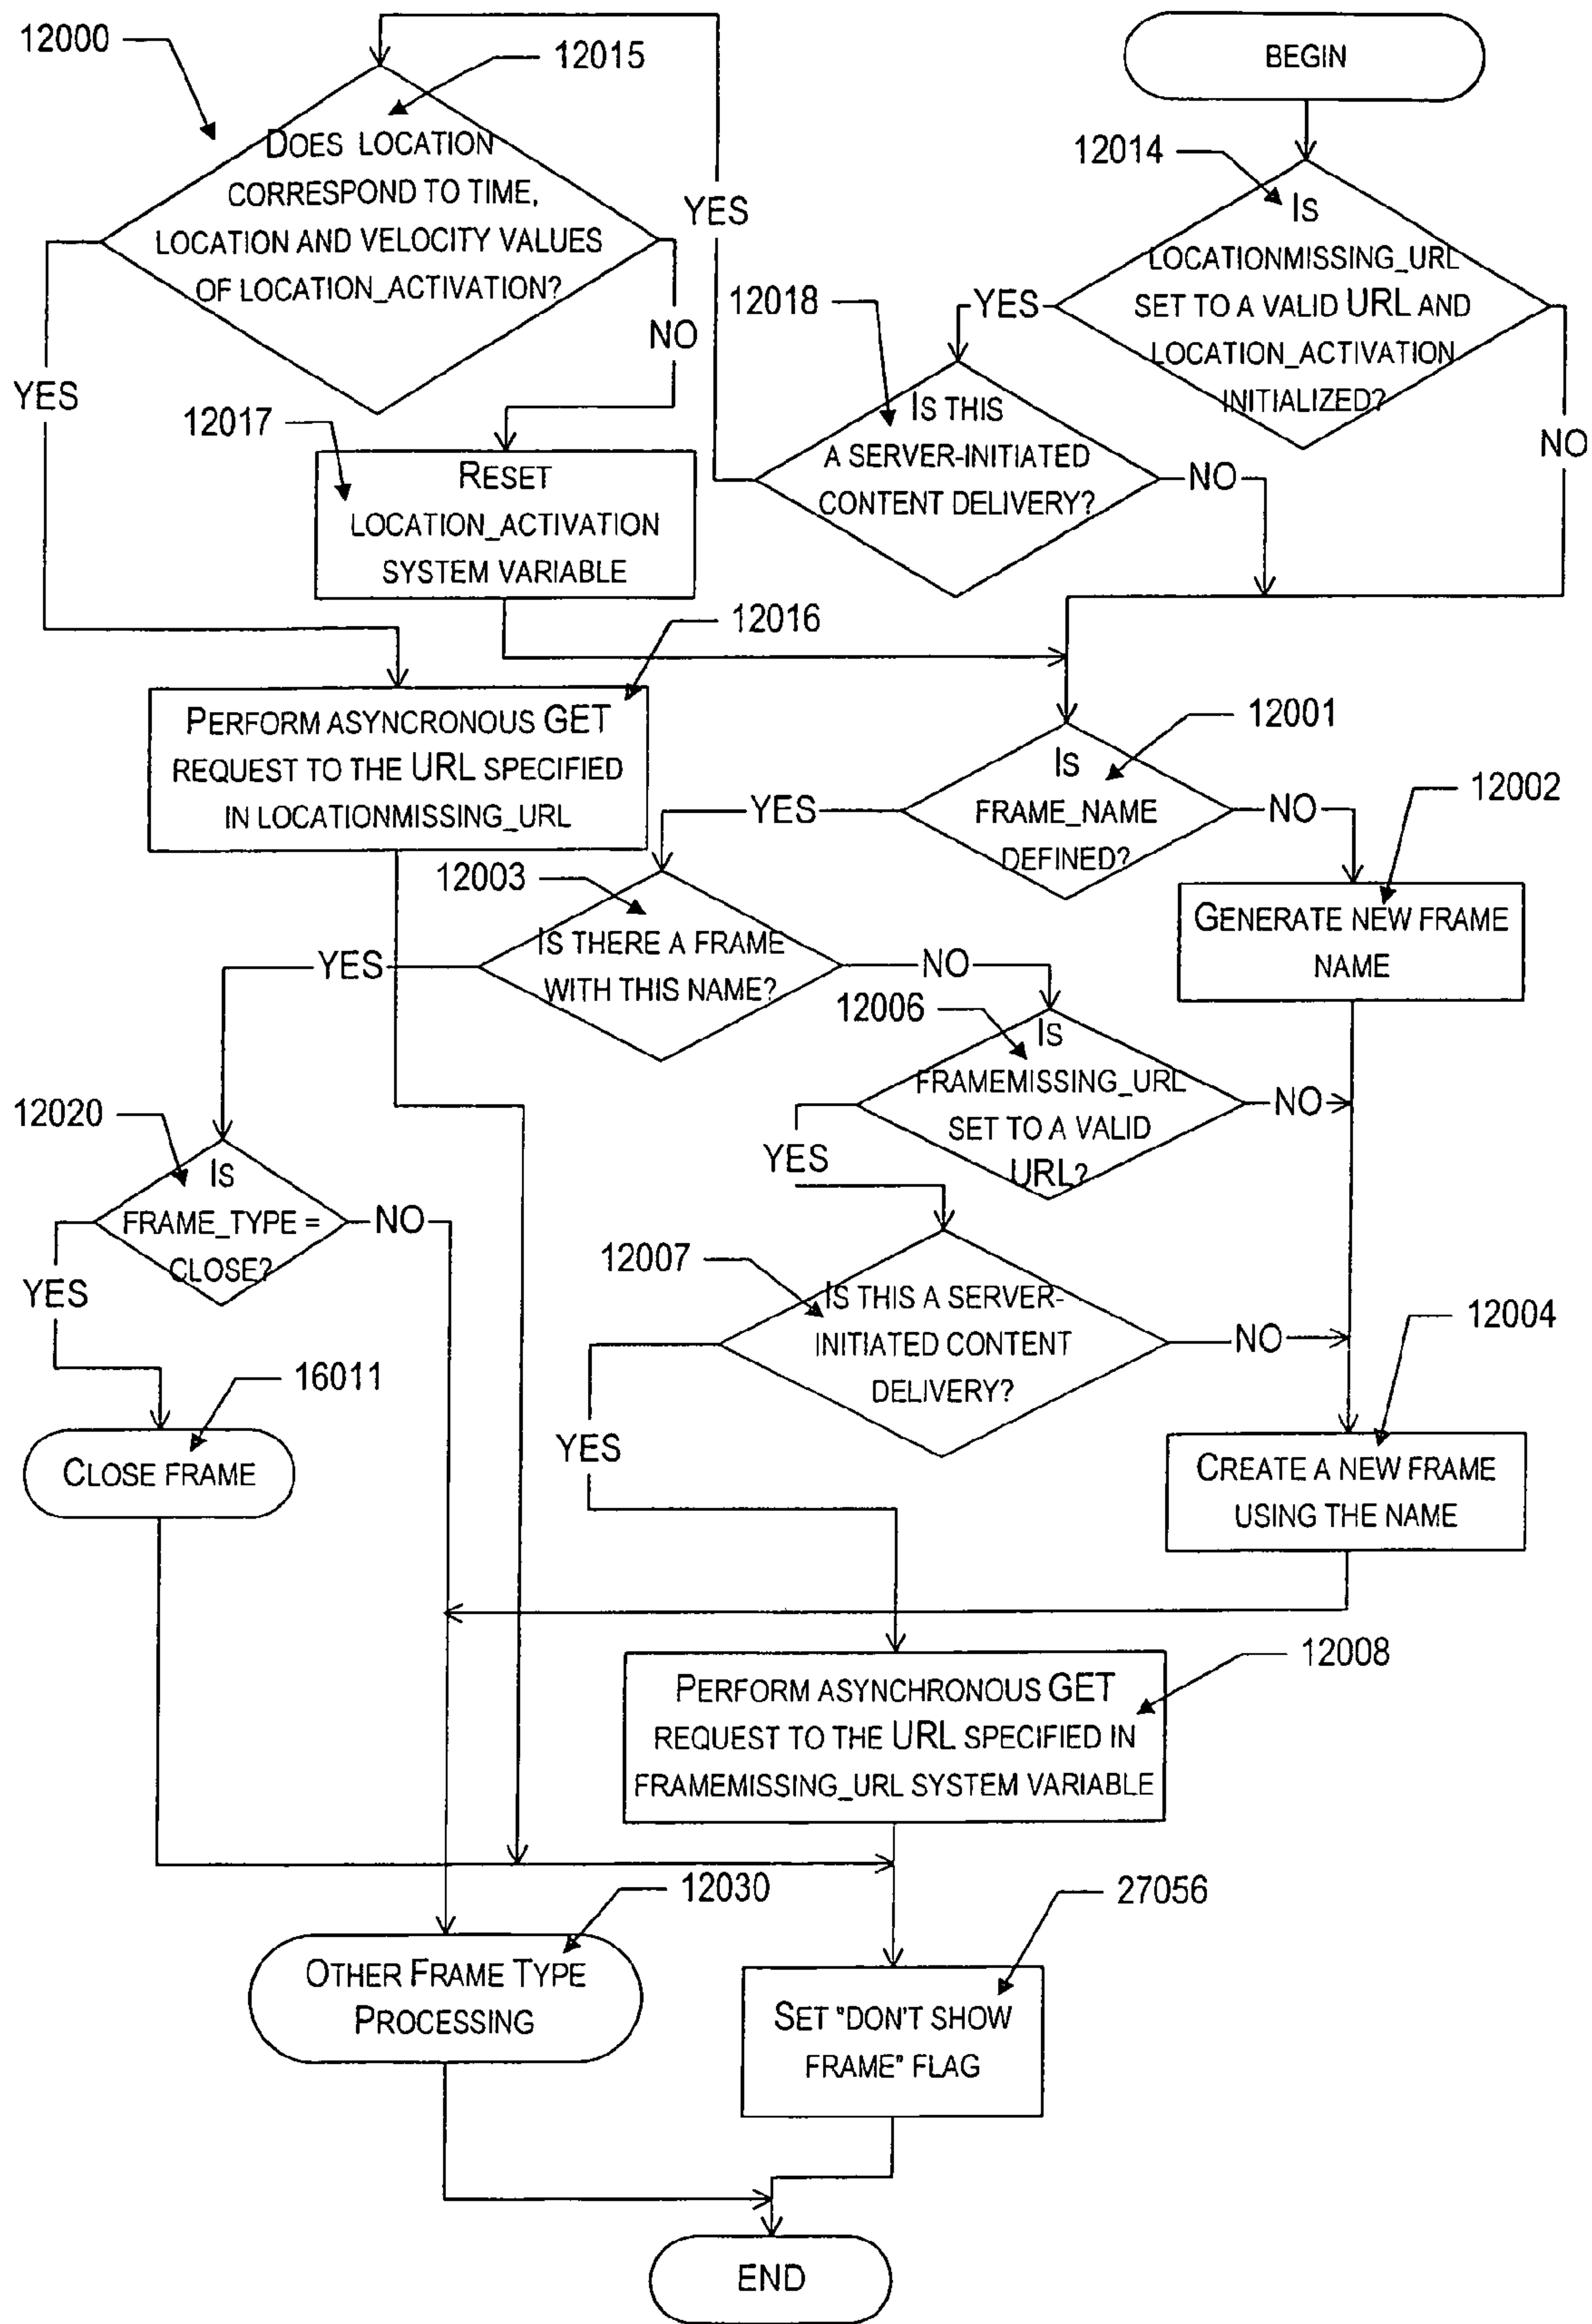 12000
12015
DOES LOCATION
CORRESPOND TO TIME,
LOCATION AND VELOCITY VALUES
OF LOCATION_ACTIVATION?
YES
NO
BEGIN
12014
IS
LOCATIONMISSING_URL
SET TO A VALID URL AND
LOCATION_ACTIVATION
INITIALIZED?
YES
NO
12018
IS THIS
A SERVER-INITIATED
CONTENT DELIVERY?
YES
NO
12017
RESET
LOCATION_ACTIVATION
SYSTEM VARIABLE
12016
PERFORM ASYNCRONOUS GET
REQUEST TO THE URL SPECIFIED
IN LOCATIONMISSING_URL
12001
IS
FRAME_NAME
DEFINED?
YES
NO
12002
GENERATE NEW FRAME
NAME
12003
IS THERE A FRAME
WITH THIS NAME?
YES
NO
12006
IS
FRAMEMISSING_URL
SET TO A VALID
URL?
NO
YES
12020
IS
FRAME_TYPE =
CLOSE?
NO
YES
12007
IS THIS A SERVER-
INITIATED CONTENT
DELIVERY?
NO
YES
12004
CREATE A NEW FRAME
USING THE NAME
16011
CLOSE FRAME
12008
PERFORM ASYNCHRONOUS GET
REQUEST TO THE URL SPECIFIED IN
FRAMEMISSING_URL SYSTEM VARIABLE
12030
OTHER FRAME TYPE
PROCESSING
27056
SET "DON'T SHOW
FRAME" FLAG
END